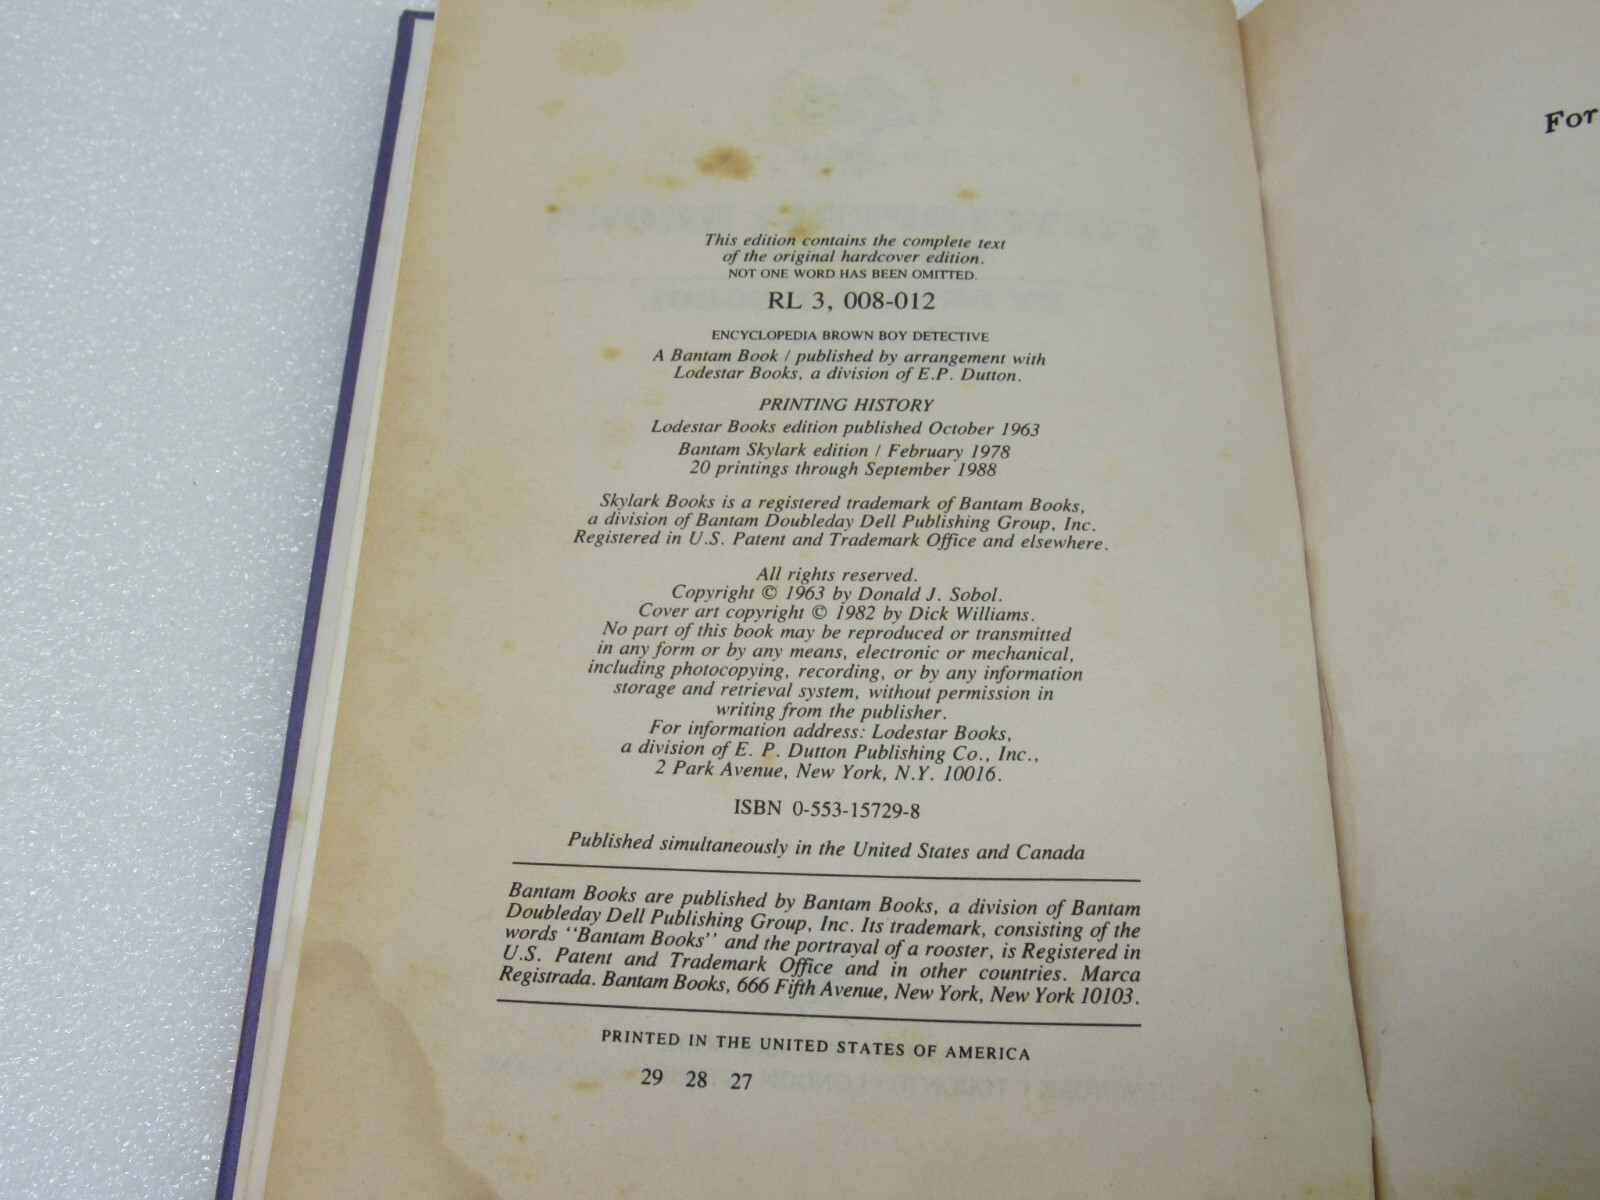 This edition contains the complete text
of the original hardcover edition.
NOT ONE WORD HAS BEEN OMITTED.
RL 3, 008-012
ENCYCLOPEDIA BROWN BOY DETECTIVE
A Bantam Book / published by arrangement with
Lodestar Books, a division of E.P. Dutton.
PRINTING HISTORY
Lodestar Books edition published October 1963
Bantam Skylark edition / February 1978
20 printings through September 1988
Skylark Books is a registered trademark of Bantam Books,
a division of Bantam Doubleday Dell Publishing Group, Inc.
Registered in U.S. Patent and Trademark Office and elsewhere.
All rights reserved.
Copyright © 1963 by Donald J. Sobol.
Cover art copyright © 1982 by Dick Williams.
No part of this book may be reproduced or transmitted
in any form or by any means, electronic or mechanical,
including photocopying, recording, or by any information
storage and retrieval system, without permission in
writing from the publisher.
For information address: Lodestar Books,
a division of E. P. Dutton Publishing Co., Inc.,
2 Park Avenue, New York, N.Y. 10016.
ISBN 0-553-15729-8
Published simultaneously in the United States and Canada
Bantam Books are published by Bantam Books, a division of Bantam
Doubleday Dell Publishing Group, Inc. Its trademark, consisting of the
words "Bantam Books" and the portrayal of a rooster, is Registered in
U.S. Patent and Trademark Office and in other countries. Marca
Registrada. Bantam Books, 666 Fifth Avenue, New York, New York 10103.
PRINTED IN THE UNITED STATES OF AMERICA
29 28 27
For